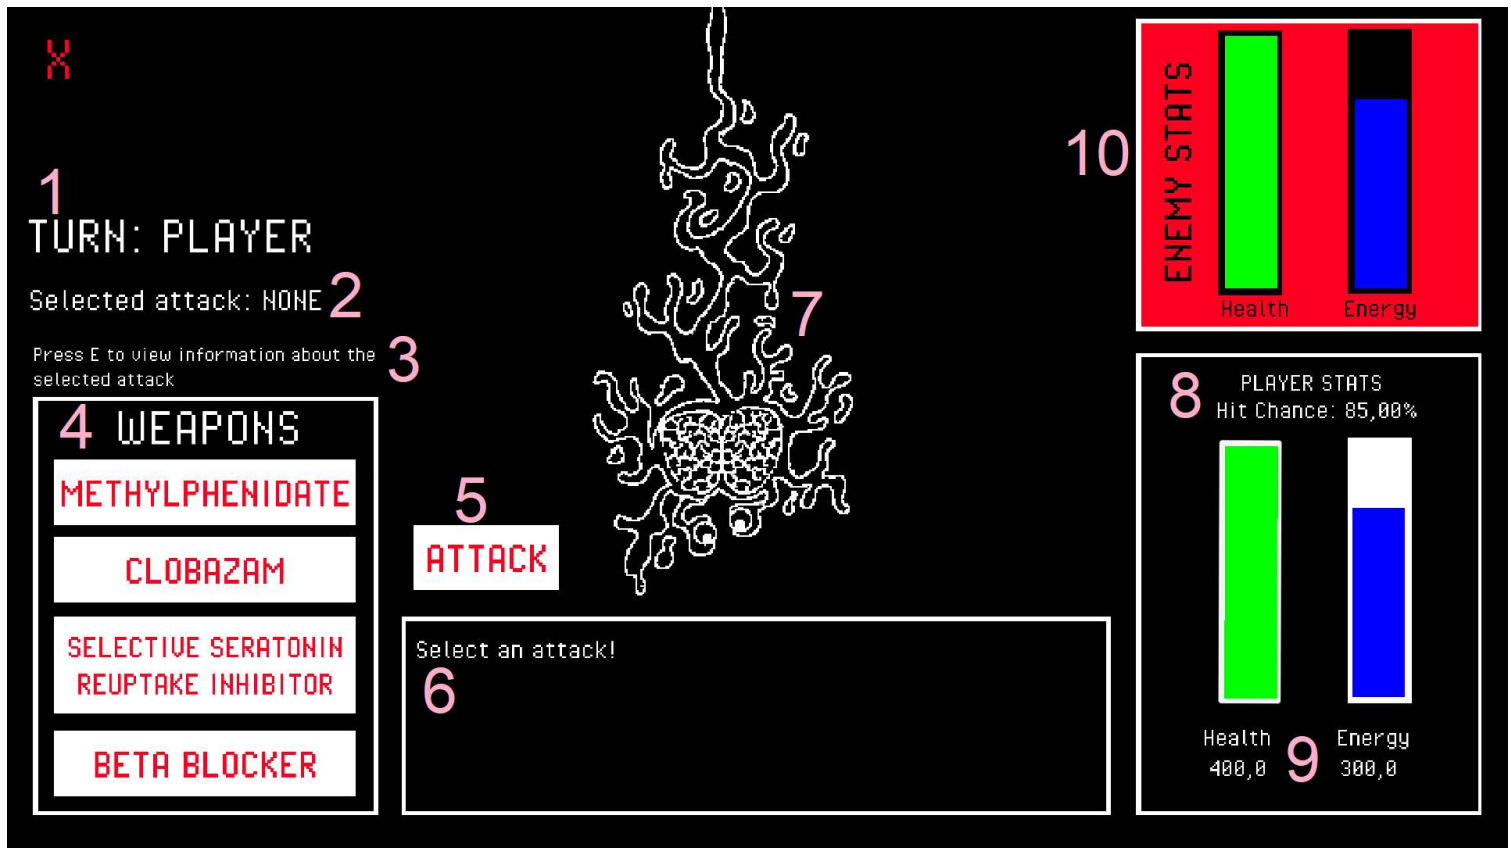 X
1
TURN: PLAYER
Selected attack: NONE 2
Press E to view information about the
selected attack
3
4 WEAPONS
METHYLPHENIDATE
CLOBAZAM
SELECTIVE SERATONIN
REUPTAKE INHIBITOR
BETA BLOCKER
5
ATTACK
Select an attack!
6
7
10
ENEMY STATS
Health Energy
8
PLAYER STATS
Hit Chance: 85,00%
Health Energy
9
400,0 300,0